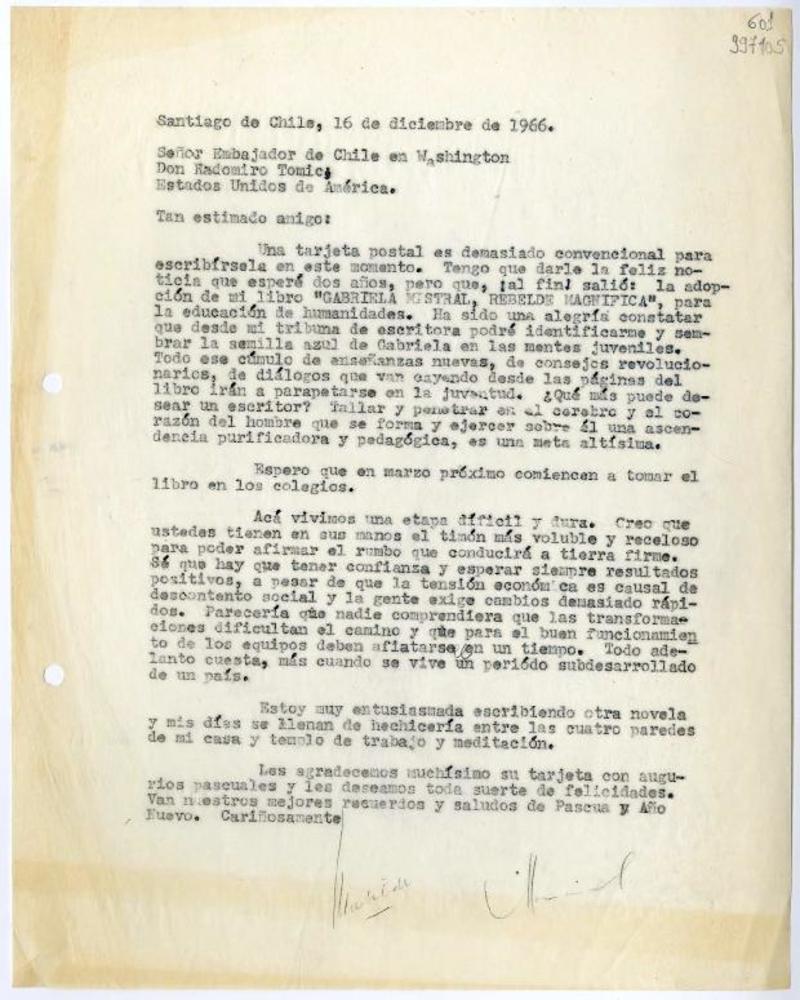 601
997105
Santiago de Chile, 16 de diciembre de 1966.
Señor Embajador de Chile en Washington
Don Radomiro Tomic;
Estados Unidos de América.
Tan estimado amigo:
Una tarjeta postal es demasiado convencional para
escribírsela en este momento. Tengo que darle la feliz no-
ticia que esperé dos años, pero que, ¡al fin! salió: la adop-
ción de mi libro "GABRIELA MISTRAL, REBELDE MAGNIFICA", para
la educación de humanidades. Ha sido una alegría constatar
que desde mi tribuna de escritora podré identificarme y sem-
brar la semilla azul de Gabriela en las mentes juveniles.
Todo ese cúmulo de enseñanzas nuevas, de consejos revolucio-
narios, de diálogos que van cayendo desde las páginas del
libro irán a parapetarse en la juventud. ¿Qué más puede de-
sear un escritor? Tallar y penetrar en el cerebro y el co-
razón del hombre que se forma y ejercer sobre él una ascen-
dencia purificadora y pedagógica, es una meta altísima.
Espero que en marzo próximo comiencen a tomar el
libro en los colegios.
Acá vivimos una etapa difícil y dura. Creo que
ustedes tienen en sus manos el timón más voluble y receloso
para poder afirmar el rumbo que conducirá a tierra firme.
Sé que hay que tener confianza y esperar siempre resultados
positivos, a pesar de que la tensión económica es causal de
descontento social y la gente exige cambios demasiado rápi-
dos. Parecería que nadie comprendiera que las transforma-
ciones dificultan el camino y que para el buen funcionamien
to de los equipos deben afiatarse en un tiempo. Todo ade-
lanto cuesta, más cuando se vive un período subdesarrollado
de un país.
Estoy muy entusiasmada escribiendo otra novela
y mis días se llenan de hechicería entre las cuatro paredes
de mi casa y templo de trabajo y meditación.
Les agradecemos muchísimo su tarjeta con augu-
rios pascuales y les deseamos toda suerte de felicidades.
Van nuestros mejores recuerdos y saludos de Pascua y Año
Nuevo. Cariñosamente
Matilde